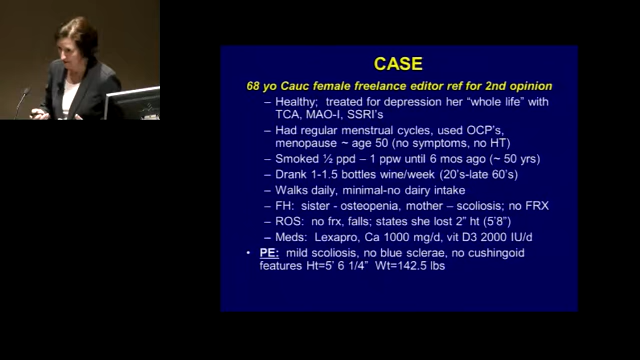 CASE
68 yo Cauc female freelance editor ref for 2nd opinion
– Healthy; treated for depression her “whole life” with
TCA, MAO-I, SSRI's
– Had regular menstrual cycles, used OCP's,
menopause ~ age 50 (no symptoms, no HT)
– Smoked ½ ppd – 1 ppw until 6 mos ago (~ 50 yrs)
– Drank 1-1.5 bottles wine/week (20's-late 60's)
– Walks daily, minimal-no dairy intake
– FH: sister - osteopenia, mother – scoliosis; no FRX
– ROS: no frx, falls; states she lost 2” ht (5'8”)
– Meds: Lexapro, Ca 1000 mg/d, vit D3 2000 IU/d
• PE: mild scoliosis, no blue sclerae, no cushingoid
features Ht=5' 6 1/4” Wt=142.5 lbs